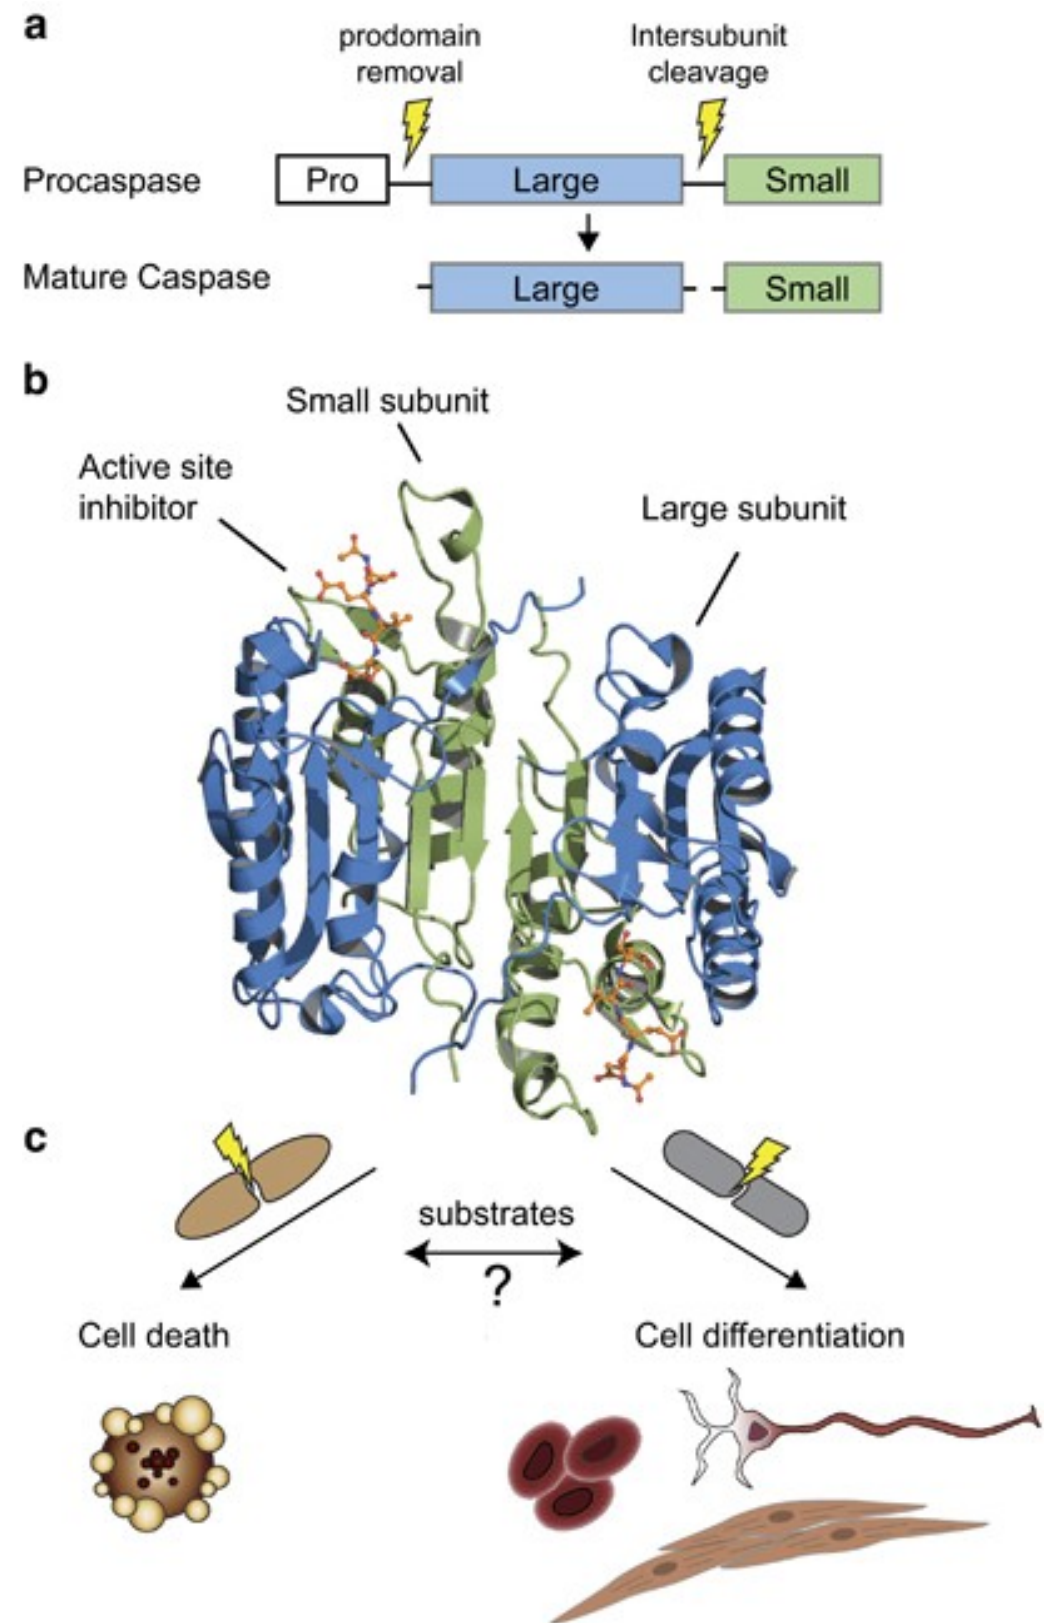 a
prodomain
removal
Intersubunit
cleavage
Procaspase
Pro
Large
Small
Mature Caspase
Large
Small
b
Small subunit
Active site
inhibitor
Large subunit
c
substrates
?
Cell death
Cell differentiation